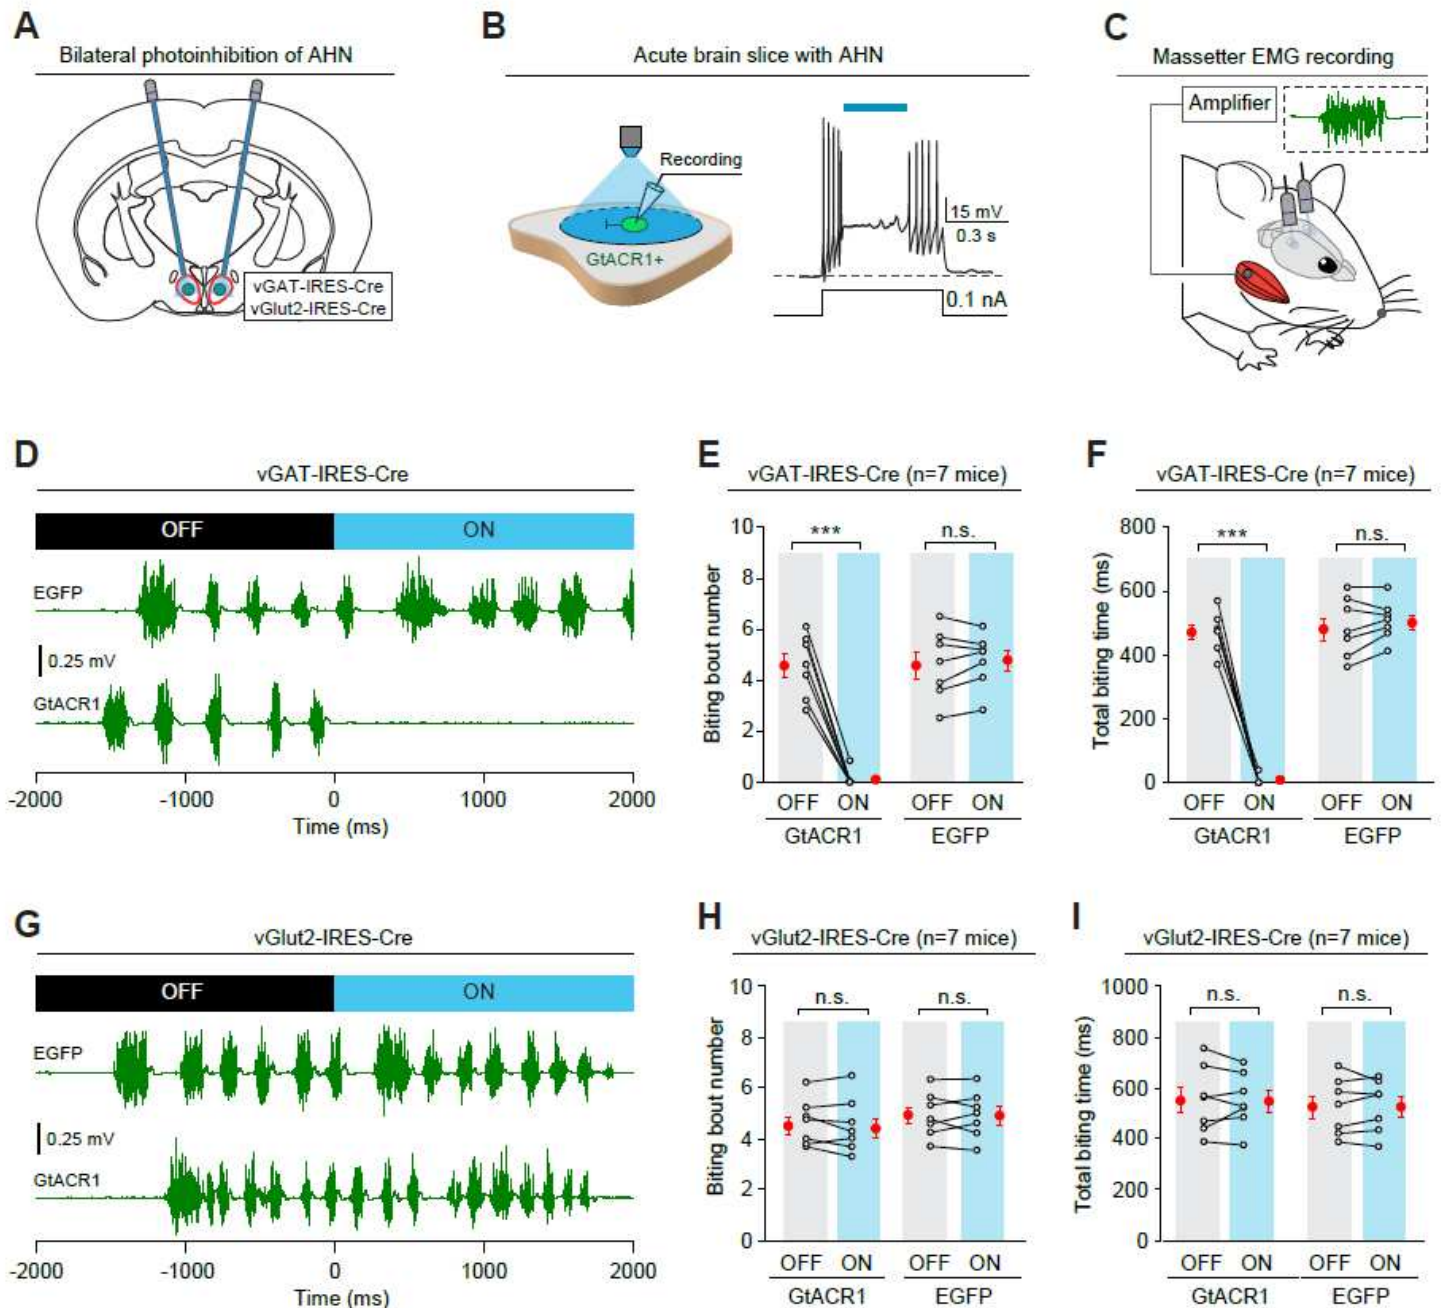 A
Bilateral photoinhibition of AHN
vGAT-IRES-Cre
vGlut2-IRES-Cre
B
Acute brain slice with AHN
Recording
GtACR1+
15 mV
0.3 s
0.1 nA
C
Massetter EMG recording
Amplifier
D
vGAT-IRES-Cre
OFF
ON
EGFP
0.25 mV
GtACR1
-2000
-1000
0
1000
2000
Time (ms)
E
vGAT-IRES-Cre (n=7 mice)
10
8
6
4
2
0
Biting bout number
***
n.s.
OFF ON OFF ON
GtACR1 EGFP
F
vGAT-IRES-Cre (n=7 mice)
800
600
400
200
0
Total biting time (ms)
***
n.s.
OFF ON OFF ON
GtACR1 EGFP
G
vGlut2-IRES-Cre
OFF
ON
EGFP
0.25 mV
GtACR1
-2000
-1000
0
1000
2000
Time (ms)
H
vGlut2-IRES-Cre (n=7 mice)
10
8
6
4
2
0
Biting bout number
n.s.
n.s.
OFF ON OFF ON
GtACR1 EGFP
I
vGlut2-IRES-Cre (n=7 mice)
1000
800
600
400
200
0
Total biting time (ms)
n.s.
n.s.
OFF ON OFF ON
GtACR1 EGFP